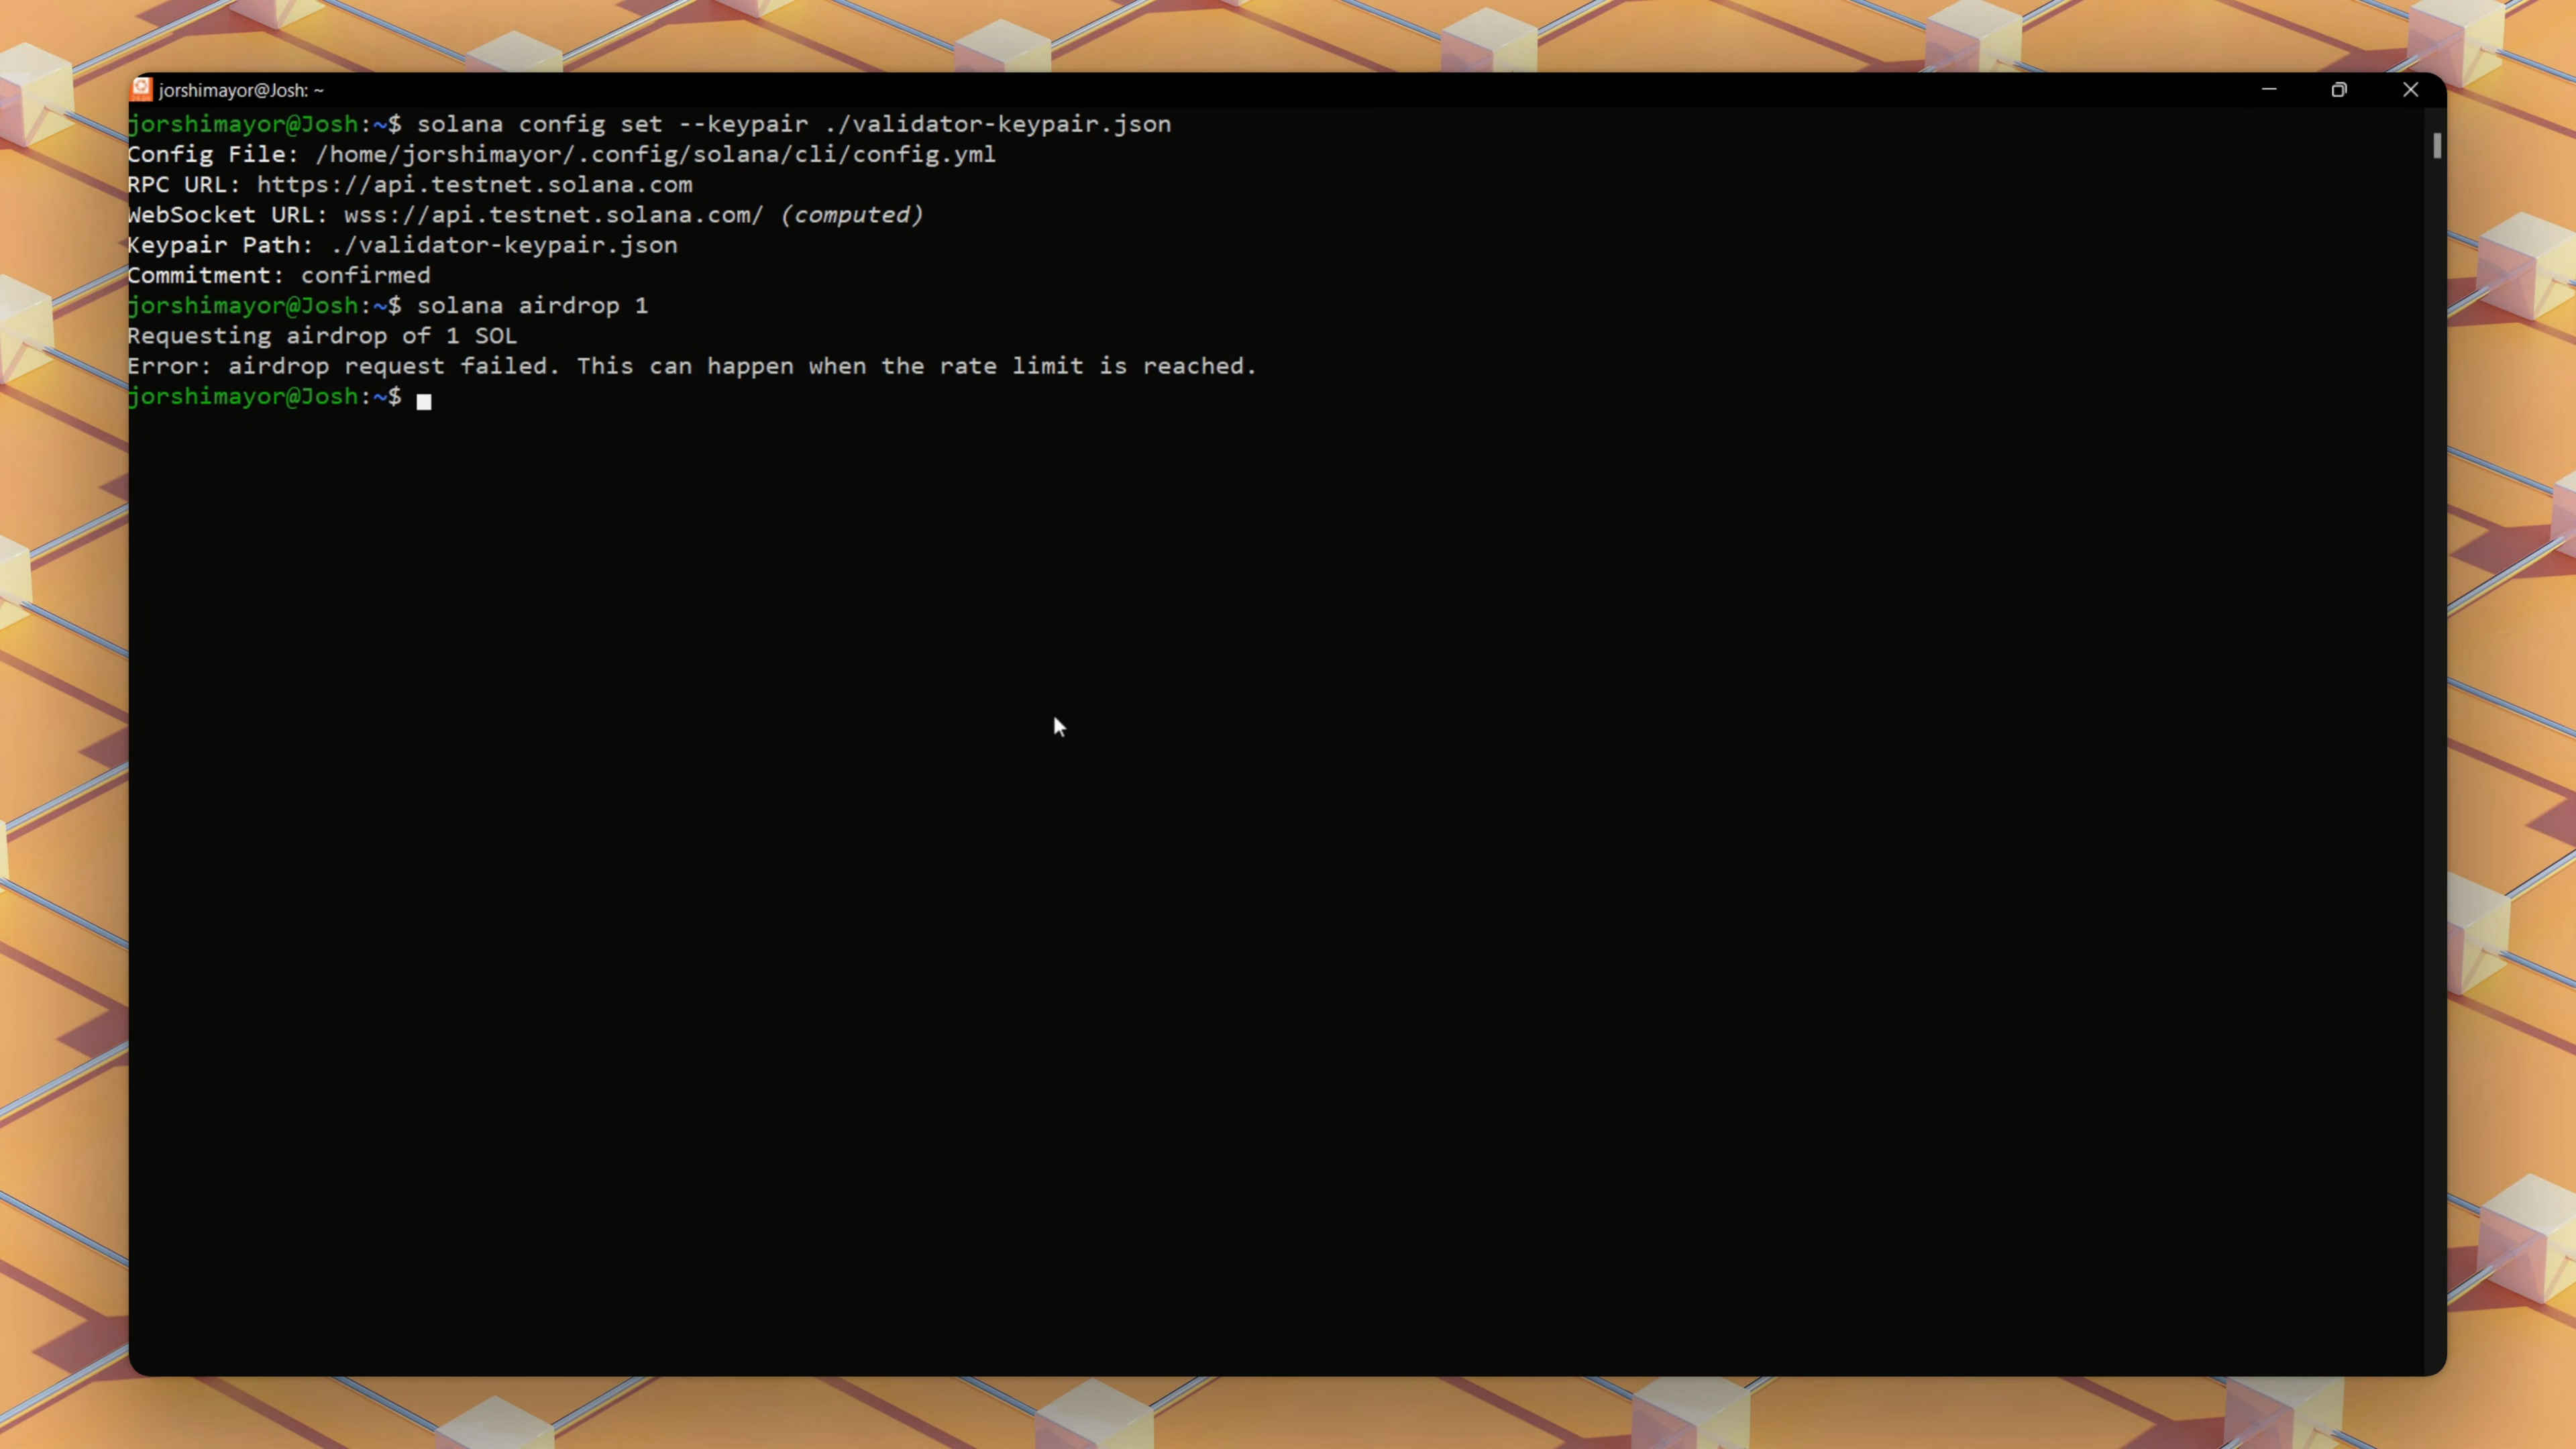 jorshimayor@Josh: ~
jorshimayor@Josh:~$ solana config set --keypair ./validator-keypair.json
Config File: /home/jorshimayor/.config/solana/cli/config.yml
RPC URL: https://api.testnet.solana.com
WebSocket URL: wss://api.testnet.solana.com/ (computed)
Keypair Path: ./validator-keypair.json
Commitment: confirmed
jorshimayor@Josh:~$ solana airdrop 1
Requesting airdrop of 1 SOL
Error: airdrop request failed. This can happen when the rate limit is reached.
jorshimayor@Josh:~$